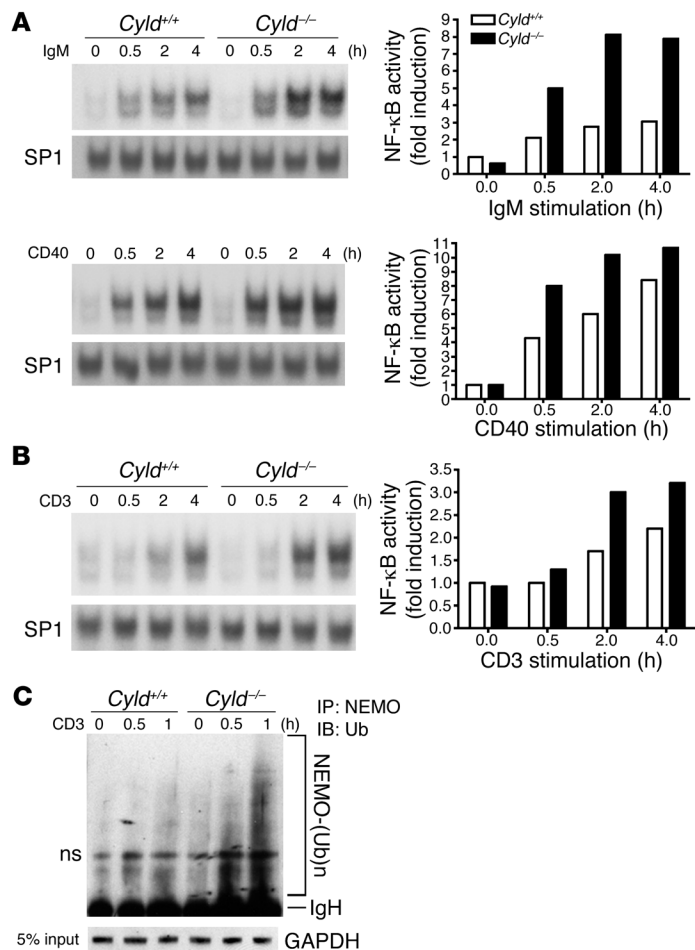 A
Cyld+/+ Cyld−/−
IgM 0 0.5 2 4 0 0.5 2 4 (h)
SP1
NF-κB activity
(fold induction)
9
8
7
6
5
4
3
2
1
0
Cyld+/+
Cyld−/−
0.0 0.5 2.0 4.0
IgM stimulation (h)
CD40 0 0.5 2 4 0 0.5 2 4 (h)
SP1
NF-κB activity
(fold induction)
11
10
9
8
7
6
5
4
3
2
1
0
0.0 0.5 2.0 4.0
CD40 stimulation (h)
B
Cyld+/+ Cyld−/−
CD3 0 0.5 2 4 0 0.5 2 4 (h)
SP1
NF-κB activity
(fold induction)
3.5
3.0
2.5
2.0
1.5
1.0
0.5
0.0
0.0 0.5 2.0 4.0
CD3 stimulation (h)
C
Cyld+/+ Cyld−/−
CD3 0 0.5 1 0 0.5 1 (h)
IP: NEMO
IB: Ub
NEMO-(Ub)n
ns
IgH
5% input GAPDH